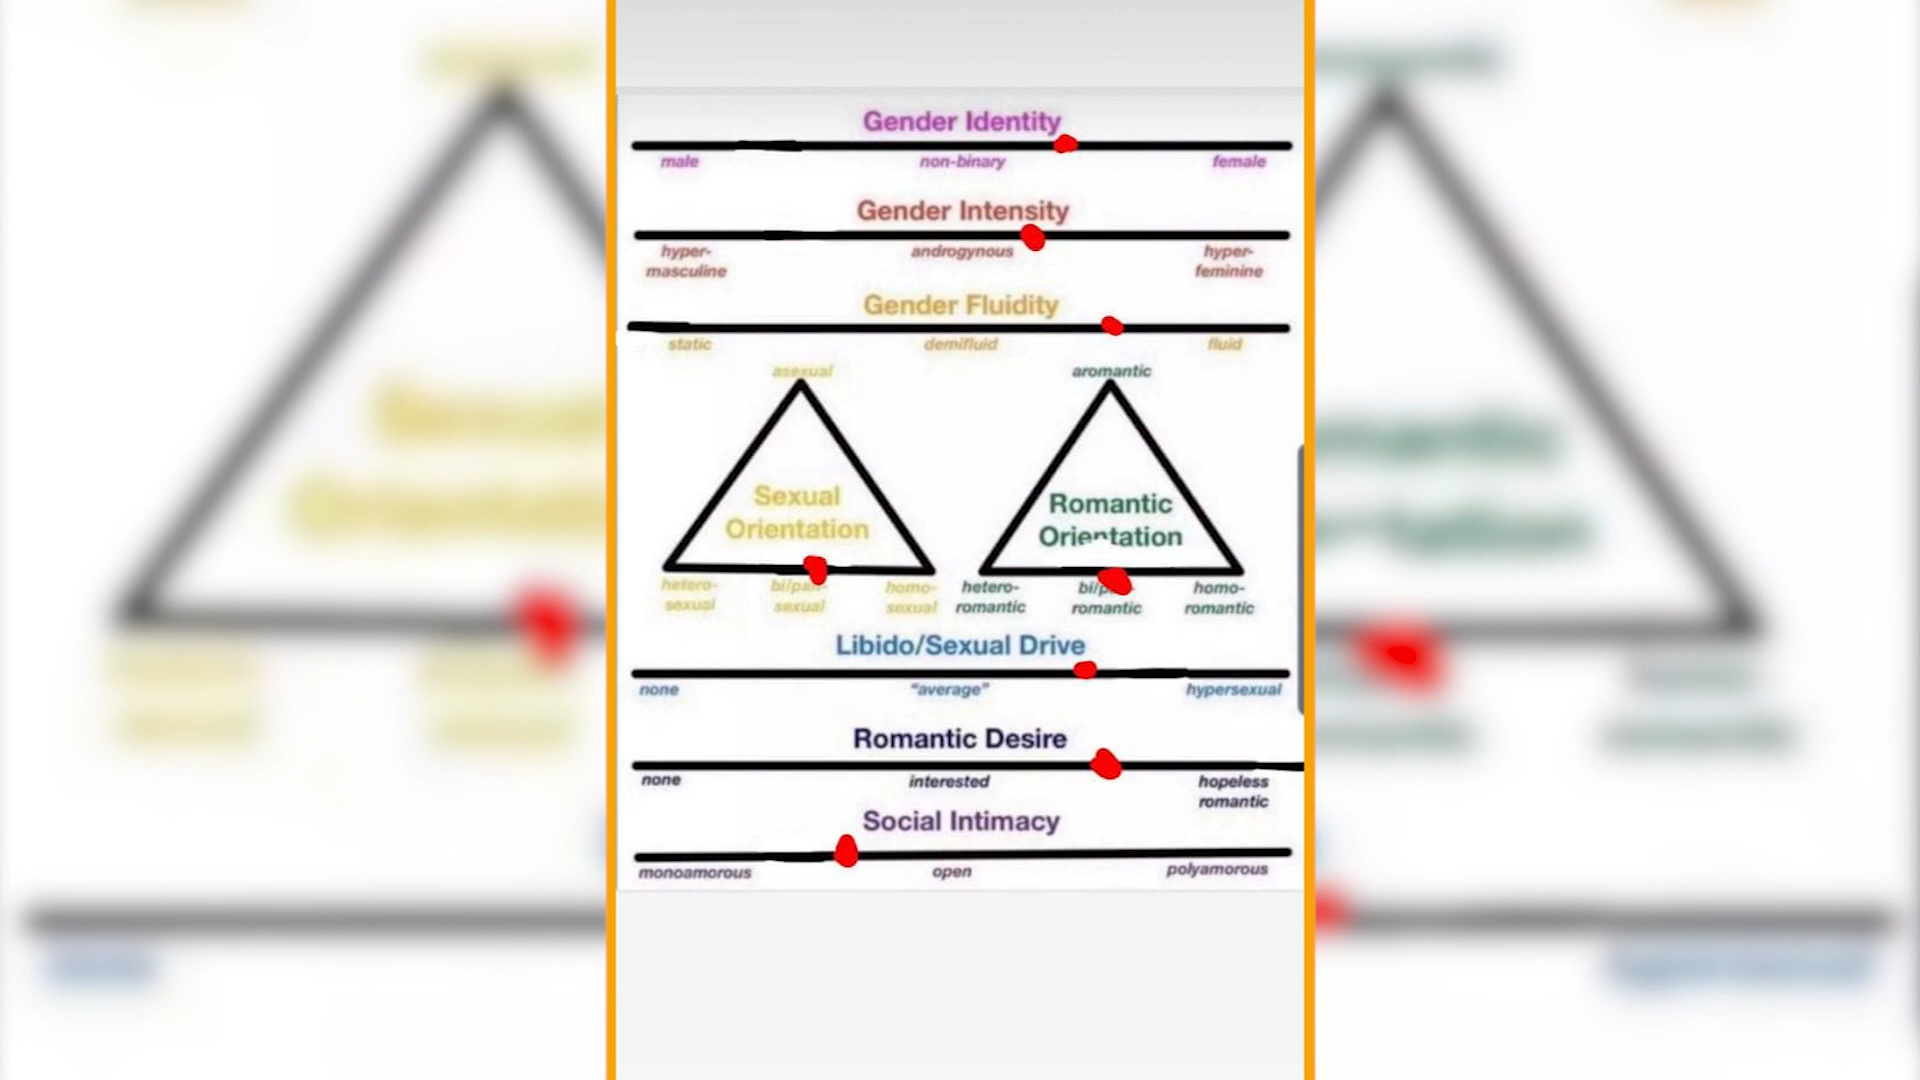 Gender Identity
male non-binary female
Gender Intensity
hyper- androgynous hyper-
masculine feminine
Gender Fluidity
static demifluid fluid
asexual aromantic
Sexual Romantic
Orientation Orientation
hetero- homo- hetero- homo-
sexual sexual sexual romantic romantic romantic
Libido/Sexual Drive
none "average" hypersexual
Romantic Desire
none interested hopeless
romantic
Social Intimacy
monoamorous open polyamorous